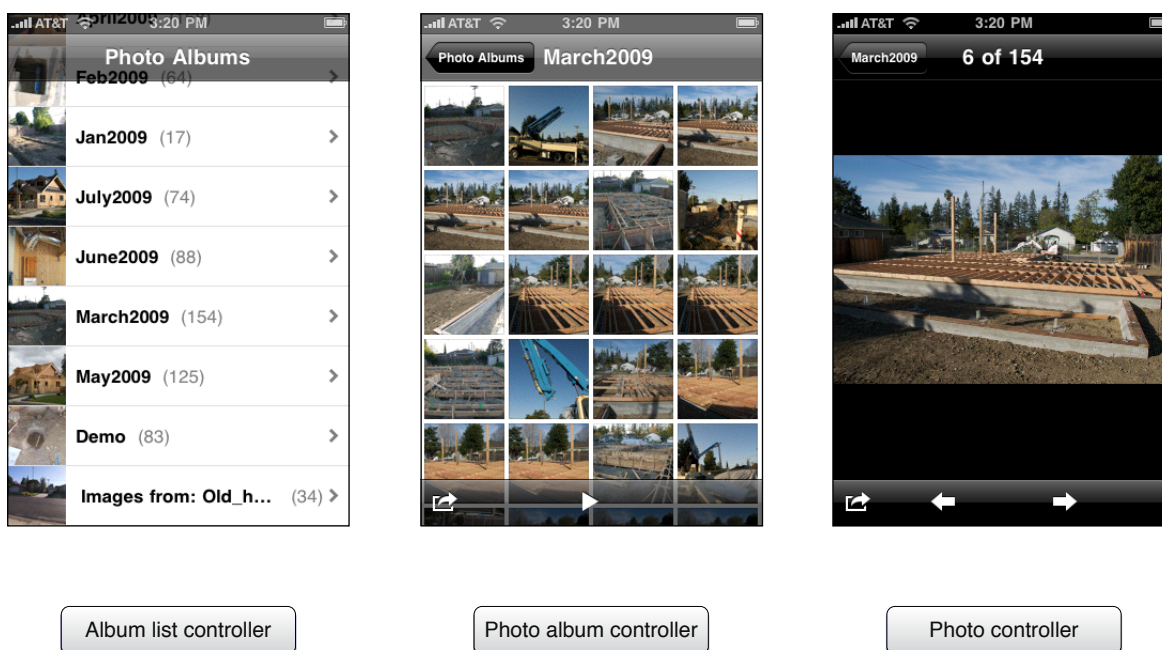 AT&T 3:20 PM
April2009
Photo Albums
Feb2009 (64)
Jan2009 (17)
July2009 (74)
June2009 (88)
March2009 (154)
May2009 (125)
Demo (83)
Images from: Old_h... (34)
AT&T 3:20 PM
Photo Albums March2009
AT&T 3:20 PM
March2009 6 of 154
Album list controller
Photo album controller
Photo controller